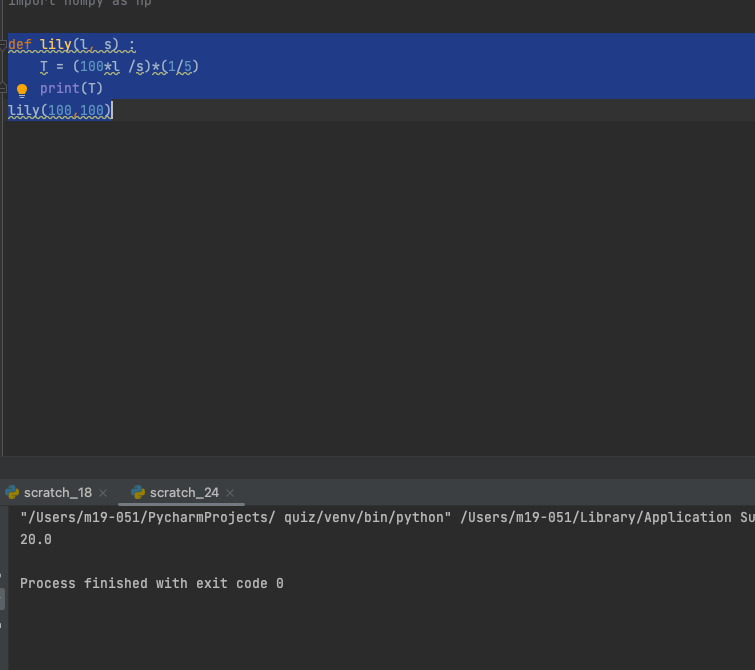 import numpy as np
def lily(l, s) :
    T = (100*l /s)*(1/5)
    print(T)
lily(100,100)
scratch_18 × scratch_24 ×
"/Users/m19-051/PycharmProjects/ quiz/venv/bin/python" /Users/m19-051/Library/Application Su
20.0
Process finished with exit code 0